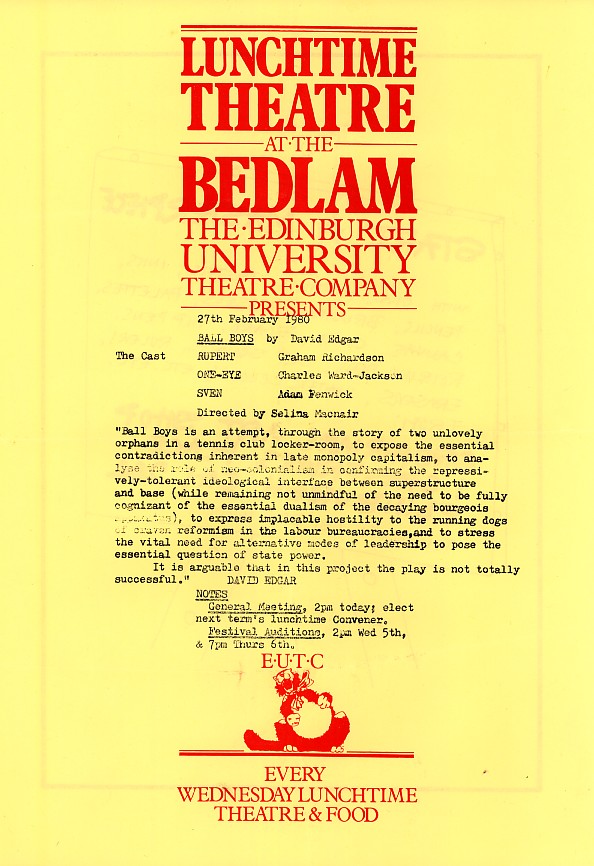 LUNCHTIME
THEATRE
AT·THE
BEDLAM
THE·EDINBURGH
UNIVERSITY
THEATRE·COMPANY
PRESENTS
27th February 1980
BALL BOYS by David Edgar
The Cast RUPERT Graham Richardson
ONE-EYE Charles Ward-Jackson
SVEN Adam Fenwick
Directed by Selina Macnair
"Ball Boys is an attempt, through the story of two unlovely
orphans in a tennis club locker-room, to expose the essential
contradictions inherent in late monopoly capitalism, to ana-
lyse the role of neo-colonialism in confirming the repressi-
vely-tolerant ideological interface between superstructure
and base (while remaining not unmindful of the need to be fully
cognizant of the essential dualism of the decaying bourgeois
), to express implacable hostility to the running dogs
of craven reformism in the labour bureaucracies,and to stress
the vital need for alternative modes of leadership to pose the
essential question of state power.
It is arguable that in this project the play is not totally
successful." DAVID EDGAR
NOTES
General Meeting, 2pm today; elect
next term's lunchtime Convener.
Festival Auditions, 2pm Wed 5th,
& 7pm Thurs 6th.
E·U·T·C
EVERY
WEDNESDAY LUNCHTIME
THEATRE & FOOD